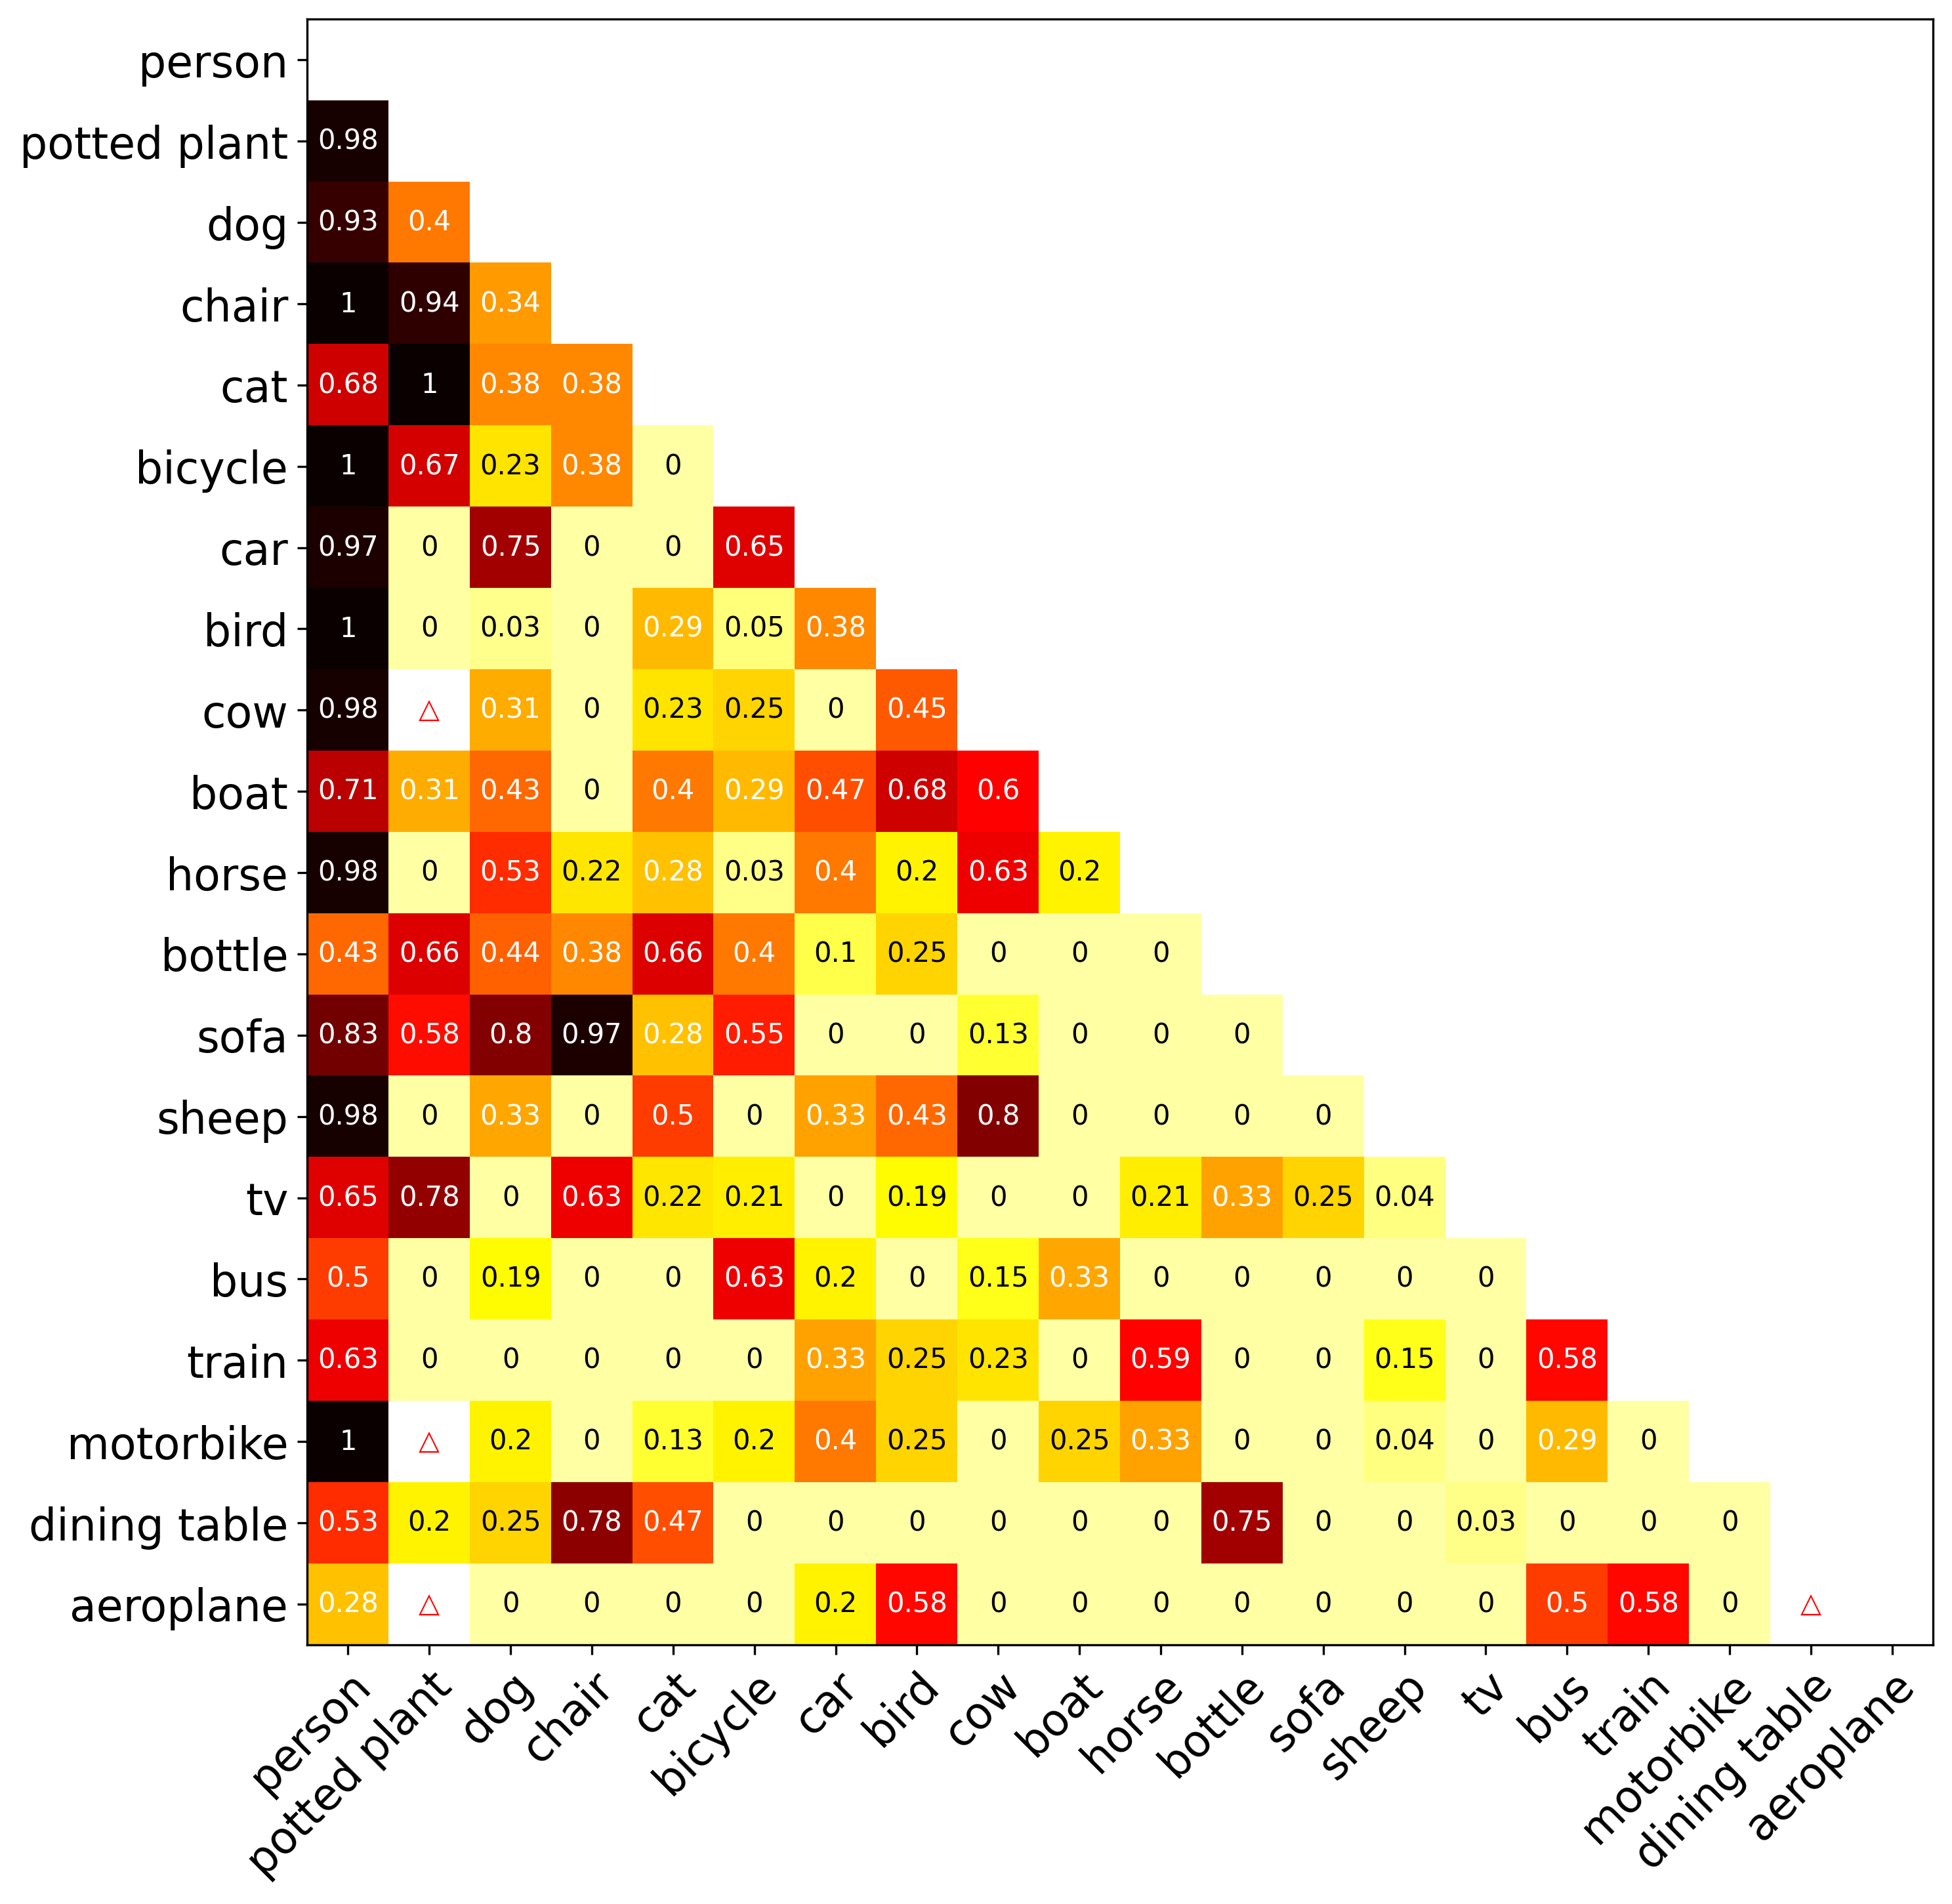 person
potted plant 0.98
dog 0.93 0.4
chair 1 0.94 0.34
cat 0.68 1 0.38 0.38
bicycle 1 0.67 0.23 0.38 0
car 0.97 0 0.75 0 0 0.65
bird 1 0 0.03 0 0.29 0.05 0.38
cow 0.98 △ 0.31 0 0.23 0.25 0 0.45
boat 0.71 0.31 0.43 0 0.4 0.29 0.47 0.68 0.6
horse 0.98 0 0.53 0.22 0.28 0.03 0.4 0.2 0.63 0.2
bottle 0.43 0.66 0.44 0.38 0.66 0.4 0.1 0.25 0 0 0
sofa 0.83 0.58 0.8 0.97 0.28 0.55 0 0 0.13 0 0 0
sheep 0.98 0 0.33 0 0.5 0 0.33 0.43 0.8 0 0 0 0
tv 0.65 0.78 0 0.63 0.22 0.21 0 0.19 0 0 0.21 0.33 0.25 0.04
bus 0.5 0 0.19 0 0 0.63 0.2 0 0.15 0.33 0 0 0 0 0
train 0.63 0 0 0 0 0 0.33 0.25 0.23 0 0.59 0 0 0.15 0 0.58
motorbike 1 △ 0.2 0 0.13 0.2 0.4 0.25 0 0.25 0.33 0 0 0.04 0 0.29 0
dining table 0.53 0.2 0.25 0.78 0.47 0 0 0 0 0 0 0.75 0 0 0.03 0 0 0
aeroplane 0.28 △ 0 0 0 0 0.2 0.58 0 0 0 0 0 0 0 0.5 0.58 0 △
person potted plant dog chair cat bicycle car bird cow boat horse bottle sofa sheep tv bus train motorbike dining table aeroplane